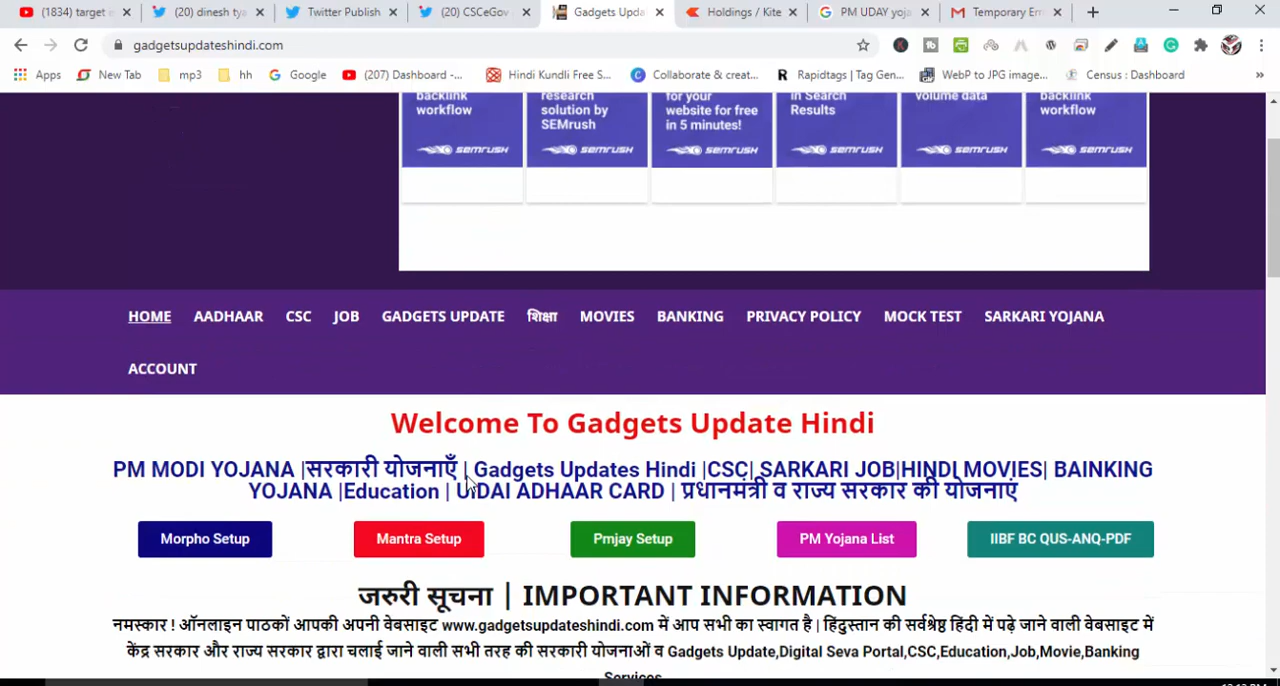 (1834) target
(20) dinesh tya
Twitter Publish
(20) CSCeGov
Gadgets Upda
Holdings / Kite
PM UDAY yoja
Temporary Err
gadgetsupdateshindi.com
Apps
New Tab
mp3
hh
Google
(207) Dashboard -...
Hindi Kundli Free S...
Collaborate & creat...
Rapidtags | Tag Gen...
WebP to JPG image...
Census : Dashboard
backlink
workflow
research
solution by
SEMrush
for your
website for free
in 5 minutes!
in Search
Results
volume data
backlink
workflow
semrush
semrush
semrush
semrush
semrush
semrush
HOME
AADHAAR
CSC
JOB
GADGETS UPDATE
शिक्षा
MOVIES
BANKING
PRIVACY POLICY
MOCK TEST
SARKARI YOJANA
ACCOUNT
Welcome To Gadgets Update Hindi
PM MODI YOJANA |सरकारी योजनाएँ | Gadgets Updates Hindi |CSC| SARKARI JOB|HINDI MOVIES| BAINKING
YOJANA |Education | UIDAI ADHAAR CARD | प्रधानमंत्री व राज्य सरकार की योजनाएं
Morpho Setup
Mantra Setup
Pmjay Setup
PM Yojana List
IIBF BC QUS-ANQ-PDF
जरुरी सूचना | IMPORTANT INFORMATION
नमस्कार ! ऑनलाइन पाठकों आपकी अपनी वेबसाइट www.gadgetsupdateshindi.com में आप सभी का स्वागत है | हिंदुस्तान की सर्वश्रेष्ठ हिंदी में पढ़े जाने वाली वेबसाइट में
केंद्र सरकार और राज्य सरकार द्वारा चलाई जाने वाली सभी तरह की सरकारी योजनाओं व Gadgets Update,Digital Seva Portal,CSC,Education,Job,Movie,Banking
Services